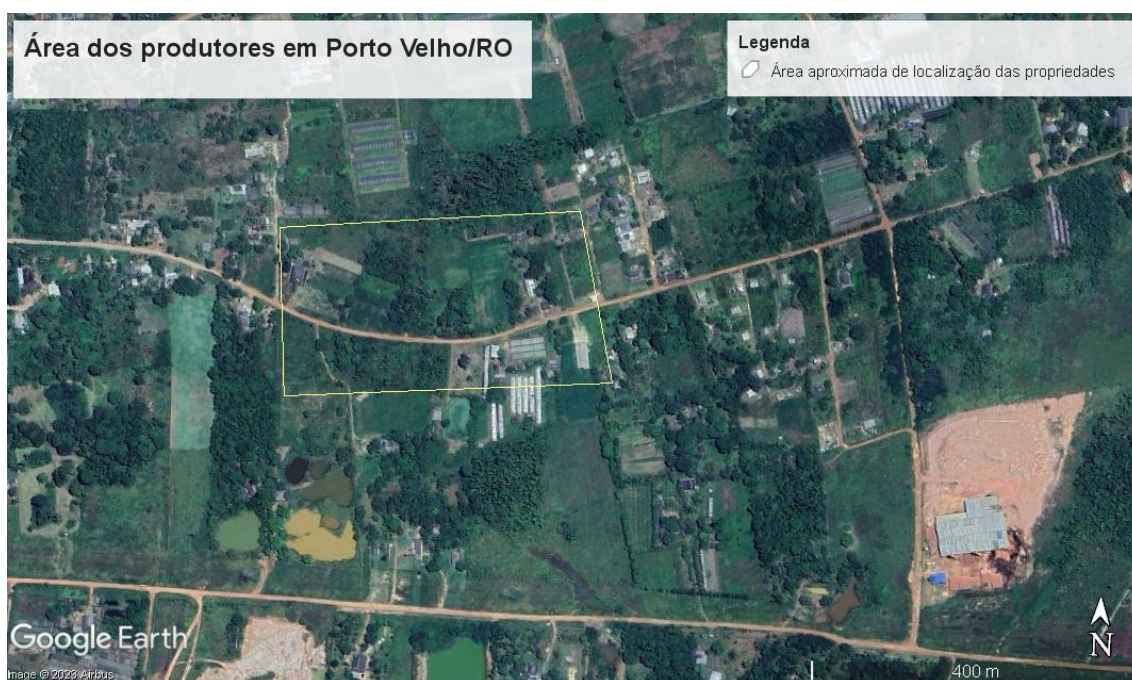 Área dos produtores em Porto Velho/RO
Legenda
Área aproximada de localização das propriedades
Google Earth
Image © 2023 Airbus
400 m
N